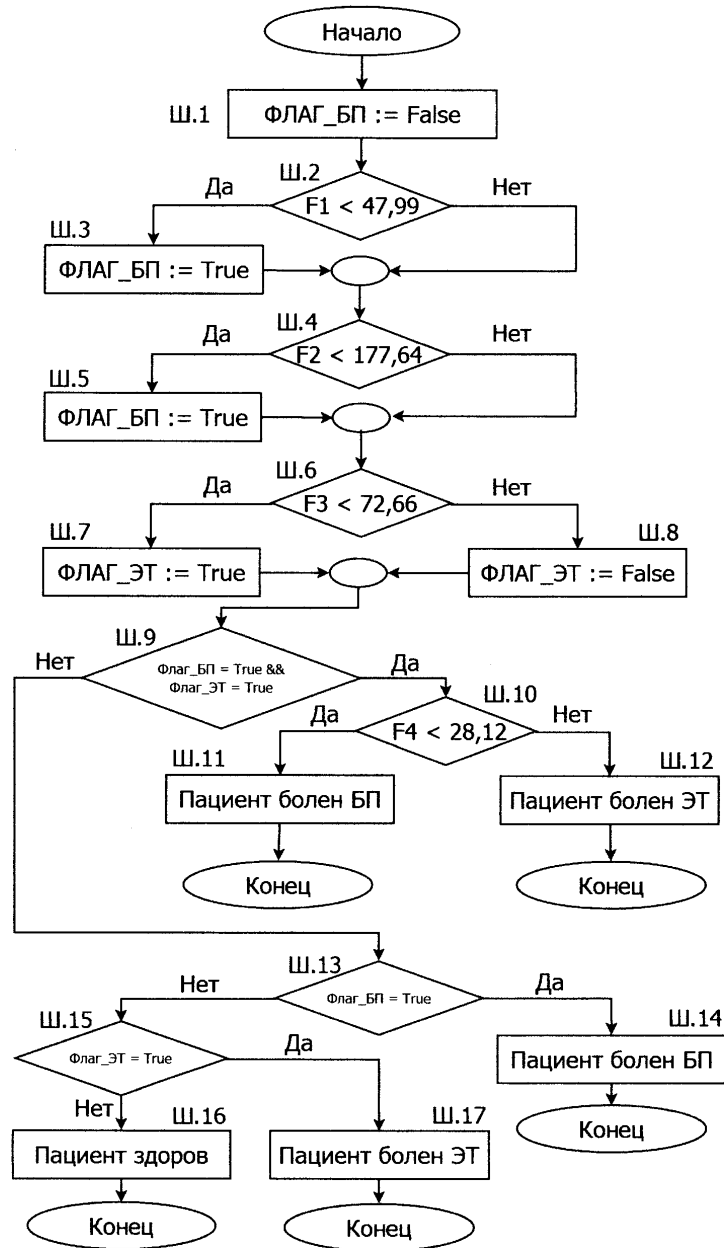 Начало
Ш.1
ФЛАГ_БП := False
Ш.2
Да
Нет
F1 < 47,99
Ш.3
ФЛАГ_БП := True
Ш.4
Да
Нет
F2 < 177,64
Ш.5
ФЛАГ_БП := True
Ш.6
Да
Нет
F3 < 72,66
Ш.7
Ш.8
ФЛАГ_ЭТ := True
ФЛАГ_ЭТ := False
Ш.9
Нет
Да
Флаг_БП = True &&
Флаг_ЭТ = True
Ш.10
Да
Нет
F4 < 28,12
Ш.11
Ш.12
Пациент болен БП
Пациент болен ЭТ
Конец
Конец
Ш.13
Нет
Да
Флаг_БП = True
Ш.15
Ш.14
Флаг_ЭТ = True
Да
Пациент болен БП
Нет
Ш.16
Ш.17
Конец
Пациент здоров
Пациент болен ЭТ
Конец
Конец